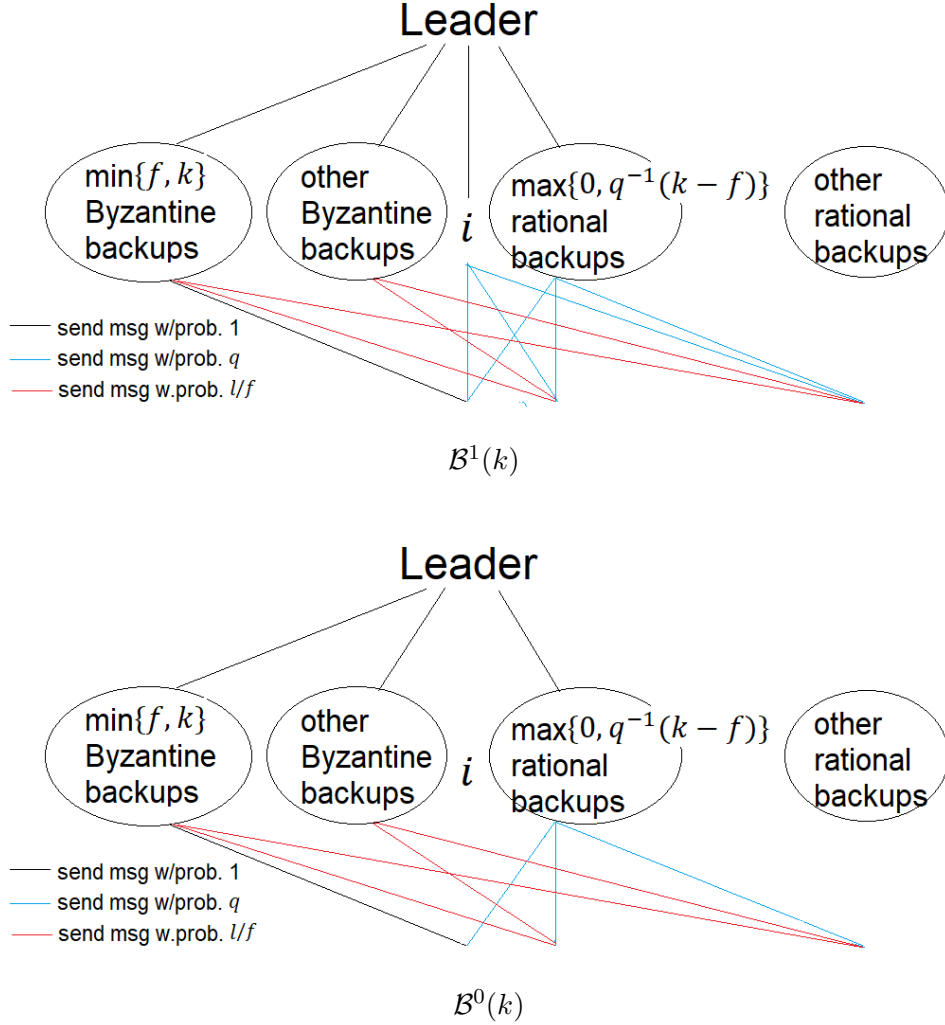 Leader
min{f, k}
Byzantine
backups
other
Byzantine
backups
i
max{0, q⁻¹(k − f)}
rational
backups
other
rational
backups
send msg w/prob. 1
send msg w/prob. q
send msg w.prob. l/f
ℬ¹(k)
Leader
min{f, k}
Byzantine
backups
other
Byzantine
backups
i
max{0, q⁻¹(k − f)}
rational
backups
other
rational
backups
send msg w/prob. 1
send msg w/prob. q
send msg w.prob. l/f
ℬ⁰(k)